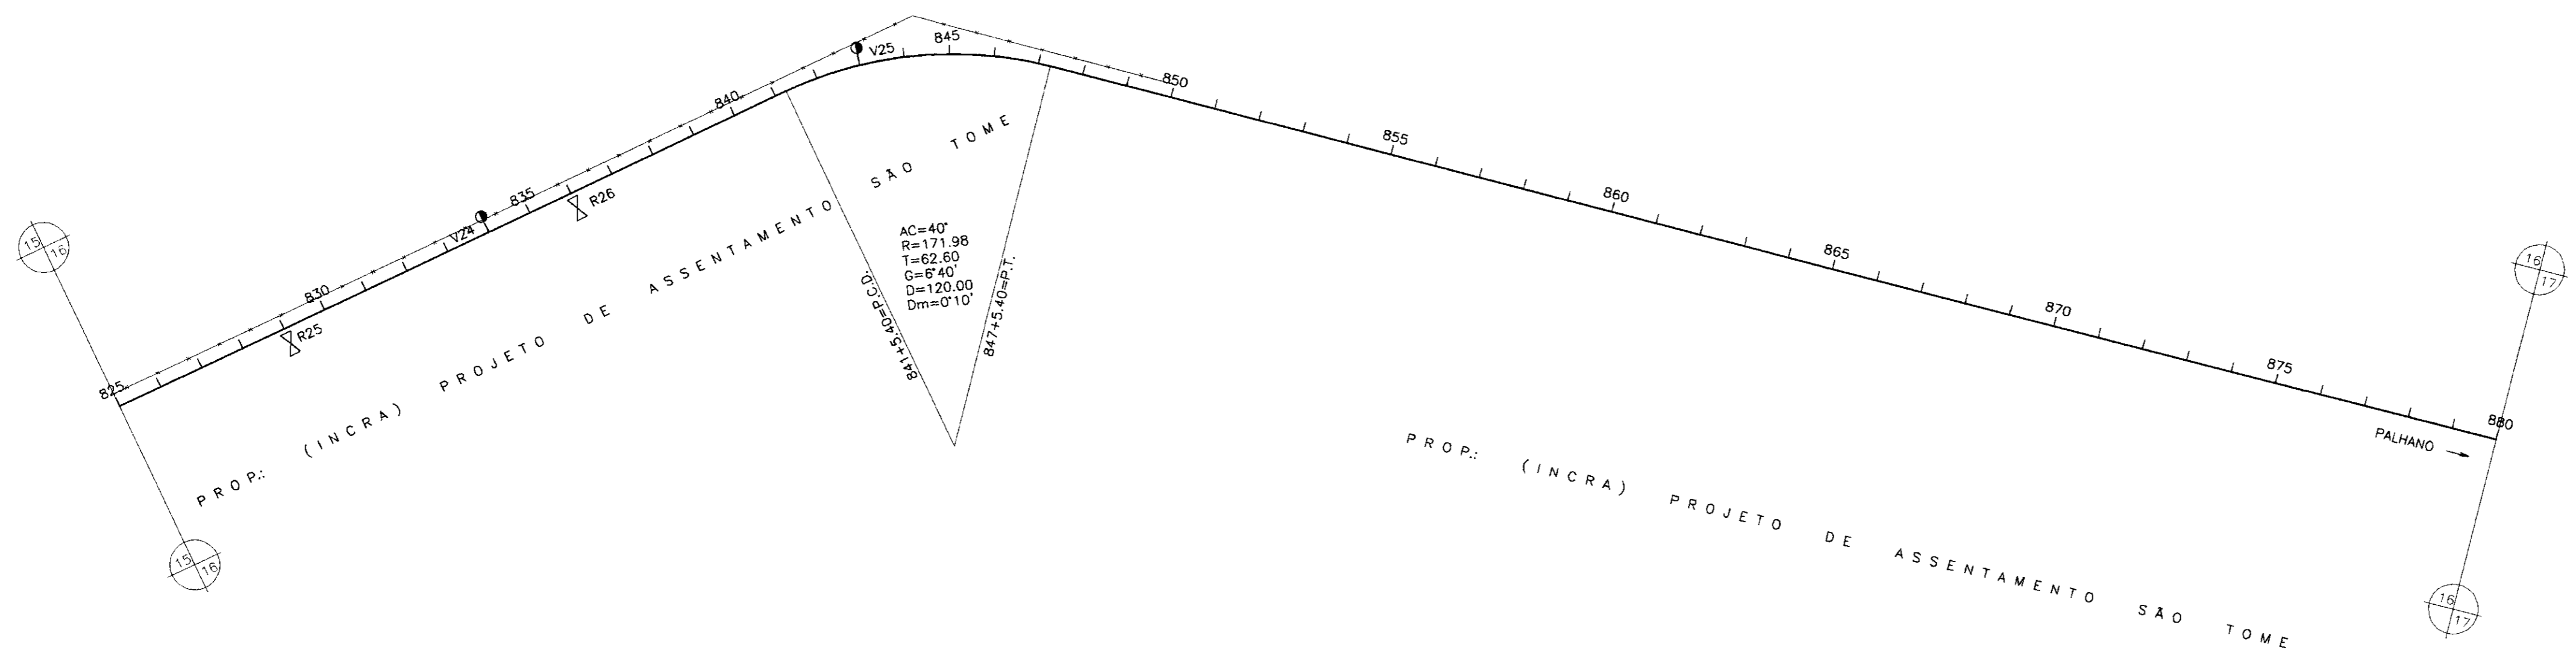 845
V25
850
840
855
835
R26
860
V24
865
830
870
R25
875
825
880
PALHANO
15
16
15
16
16
17
16
17
AC=40°
R=171.98
T=62.60
G=6°40'
D=120.00
Dm=0°10'
841+5.40=P.C.D.
847+5.40=P.T.
PROP.: (INCRA) PROJETO DE ASSENTAMENTO SÃO TOME
PROP.: (INCRA) PROJETO DE ASSENTAMENTO SÃO TOME